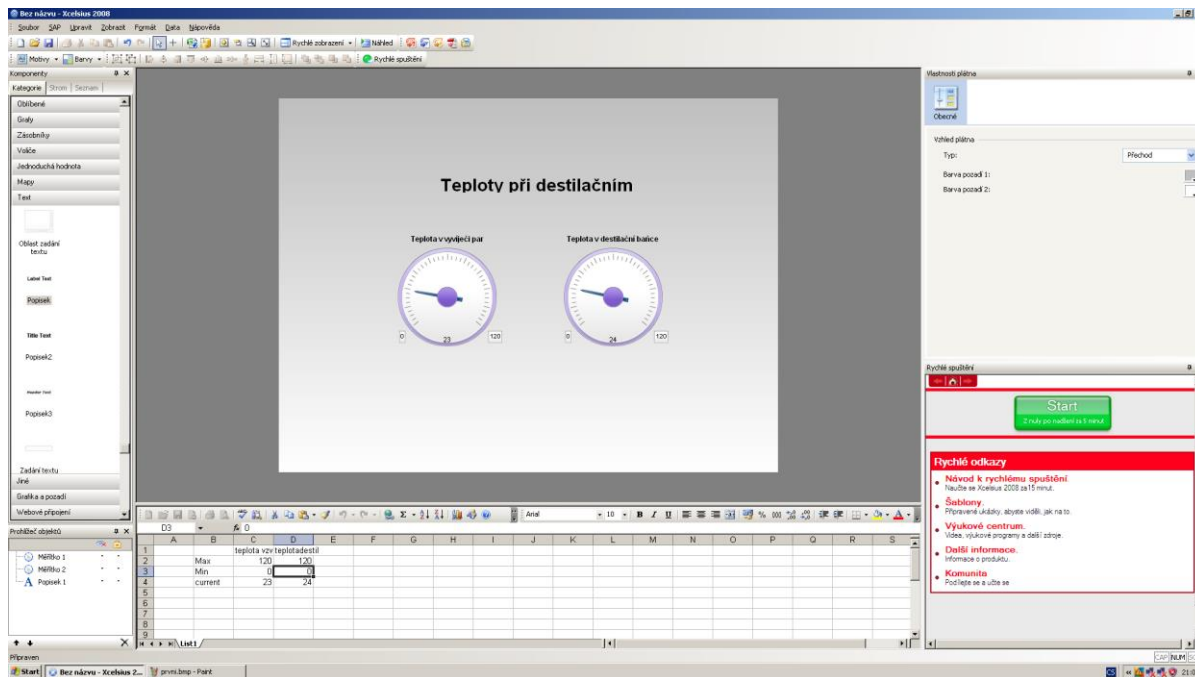 Bez názvu - Xcelsius 2008
Soubor SAP Upravit Zobrazit Formát Data Nápověda
Rychlé zobrazení Náhled
Motivy Barvy Rychlé spuštění
Komponenty
Kategorie Strom Seznam
Oblíbené
Grafy
Zásobníky
Voliče
Jednoduchá hodnota
Mapy
Text
Oblast zadání
textu
Label Text
Popisek
Title Text
Popisek2
Popisek3
Zadání textu
Jiné
Grafika a pozadí
Webové připojení
Prohlížeč objektů
Měřítko 1
Měřítko 2
A Popisek 1
Teploty při destilačním
Teplota v vyvíječi par
0 23 120
Teplota v destilační baňce
0 24 120
Arial 10 B I U
D3 0
A B C D E F G H I J K L M N O P Q R S
1 teplota vzv teplotadestil
2 Max 120 120
3 Min 0 0
4 current 23 24
5
6
7
8
9
List1
Vlastnosti plátna
Obecné
Vzhled plátna
Typ: Přechod
Barva pozadí 1:
Barva pozadí 2:
Rychlé spuštění
Start
Z nuly po nadšení za 5 minut
Rychlé odkazy
Návod k rychlému spuštění
Naučte se Xcelsius 2008 za 15 minut.
Šablony.
Připravené ukázky, abyste viděli, jak na to.
Výukové centrum.
Videa, výukové programy a další zdroje.
Další informace.
Informace o produktu.
Komunita
Podílejte se a učte se
Připraven
CAP NUM
Start Bez názvu - Xcelsius 2... prvni.bmp - Paint
CS